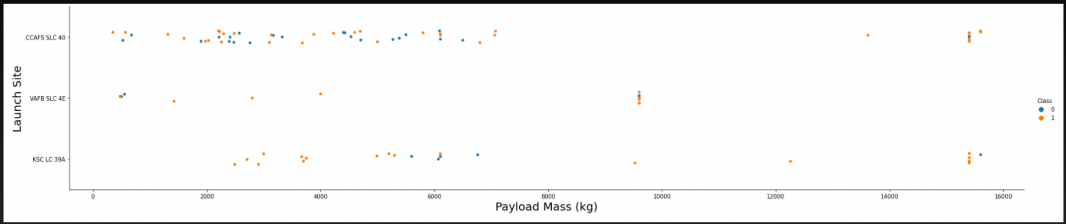 CCAFS SLC 40
VAFB SLC 4E
KSC LC 39A
Launch Site
Class
0
1
0 2000 4000 6000 8000 10000 12000 14000 16000
Payload Mass (kg)